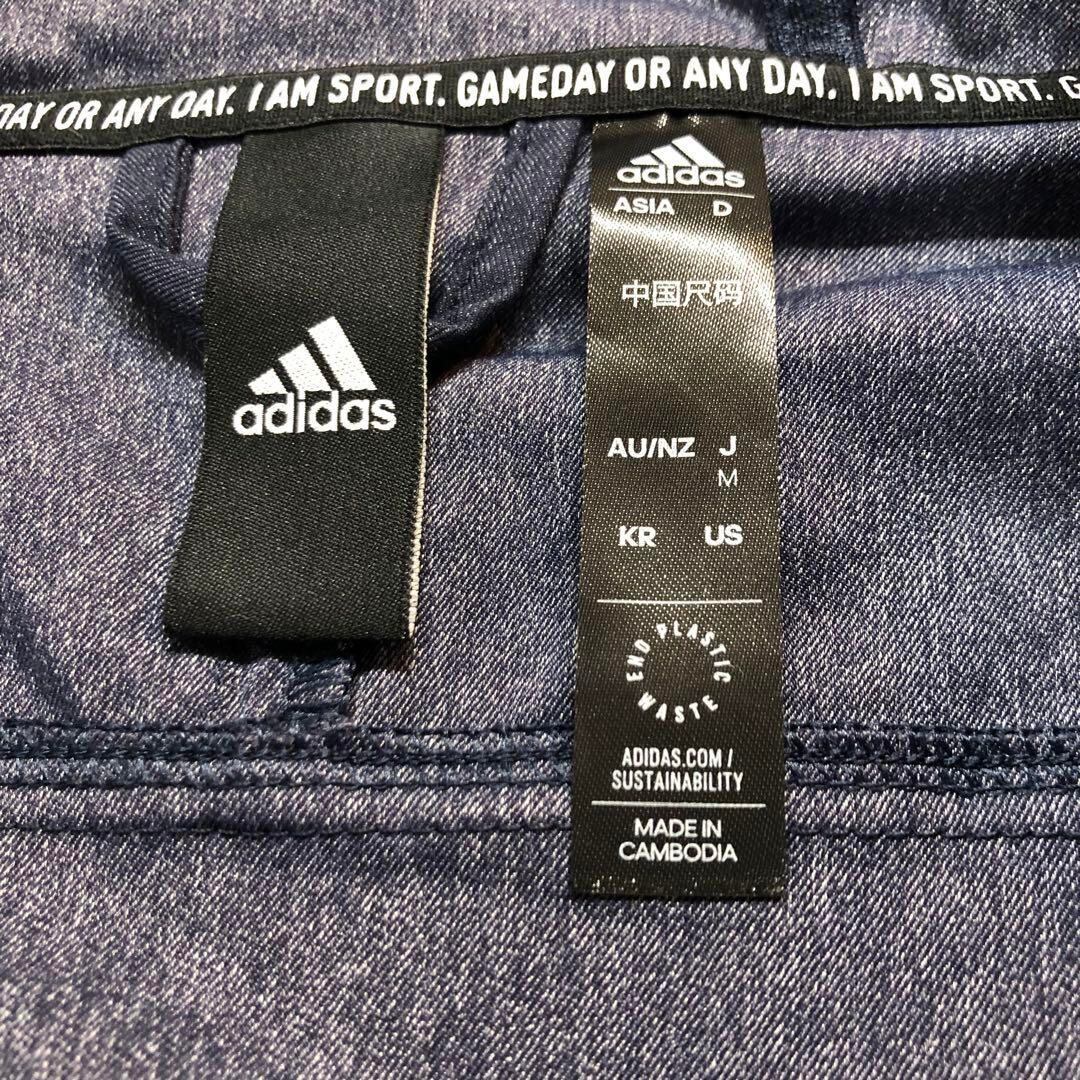 DAY OR ANY DAY. I AM SPORT. GAMEDAY OR ANY DAY. I AM SPORT. G
adidas
adidas
ASIA D
中国尺码
AU/NZ J
M
KR US
END PLASTIC WASTE
ADIDAS.COM/
SUSTAINABILITY
MADE IN
CAMBODIA